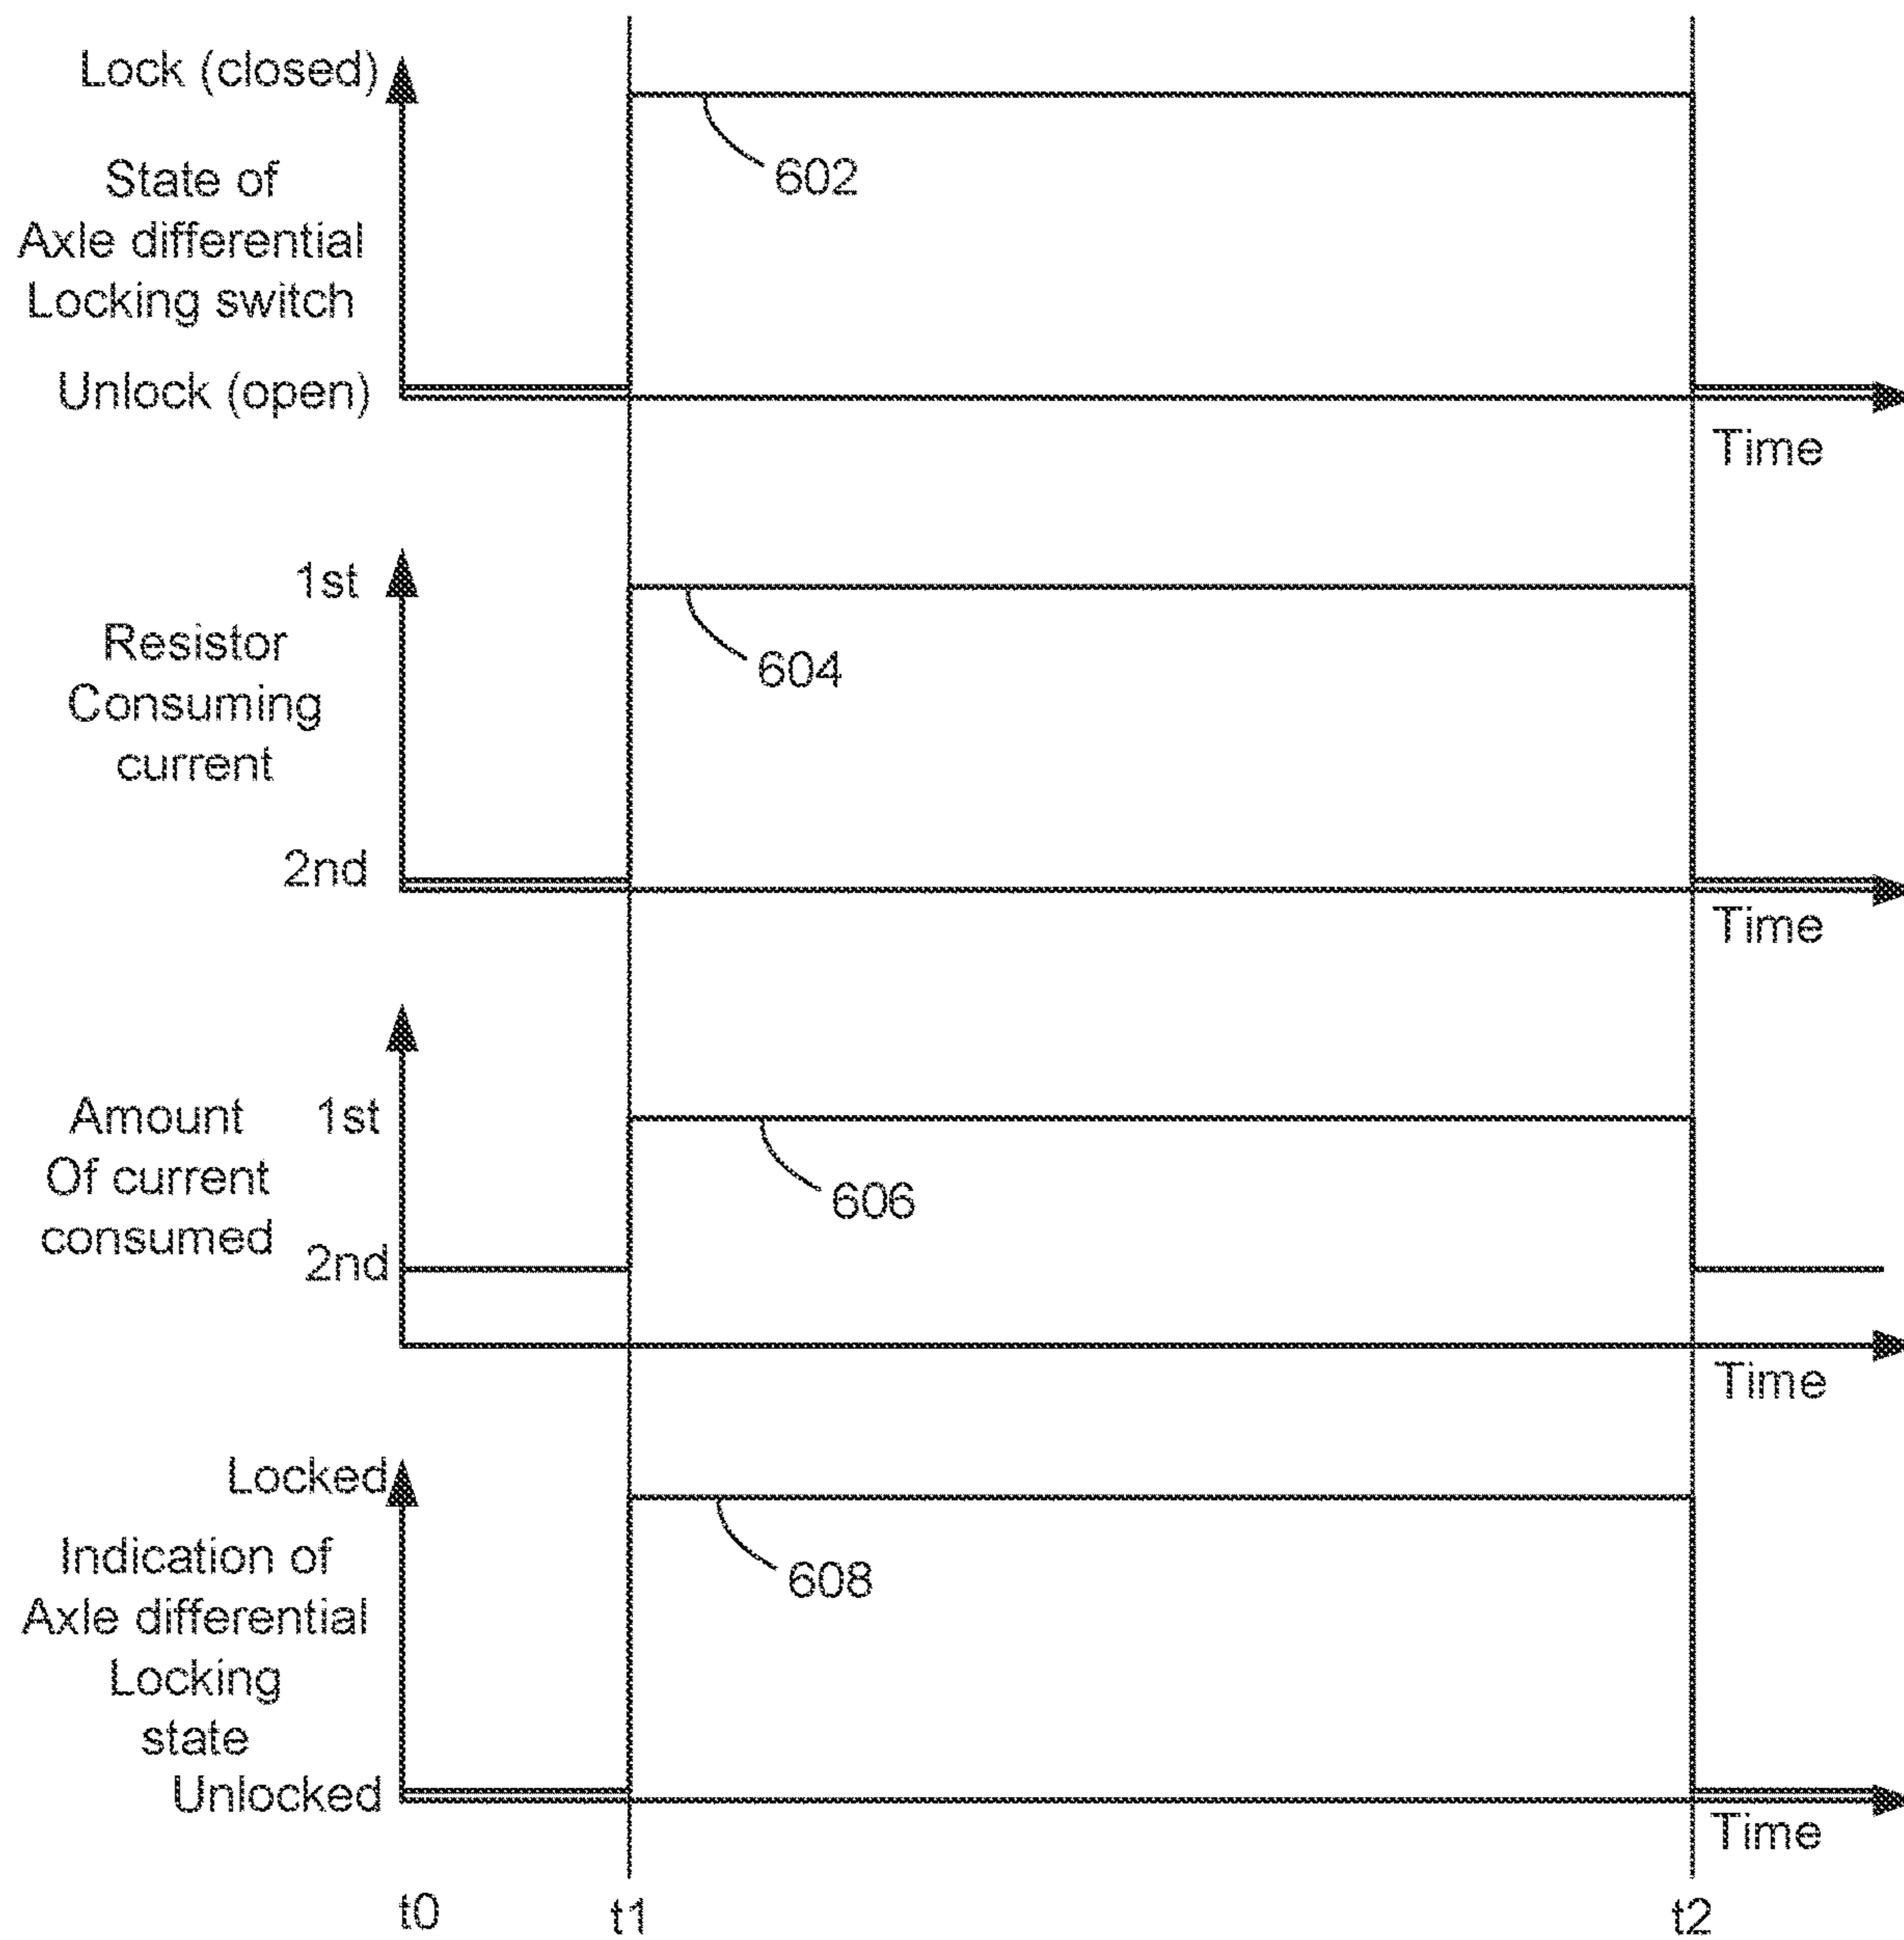 Lock (closed)
State of
Axle differential
Locking switch
Unlock (open)
602
Time
1st
Resistor
Consuming
current
2nd
604
Time
Amount
Of current
consumed
1st
2nd
606
Time
Locked
Indication of
Axle differential
Locking
state
Unlocked
608
Time
t0
t1
t2